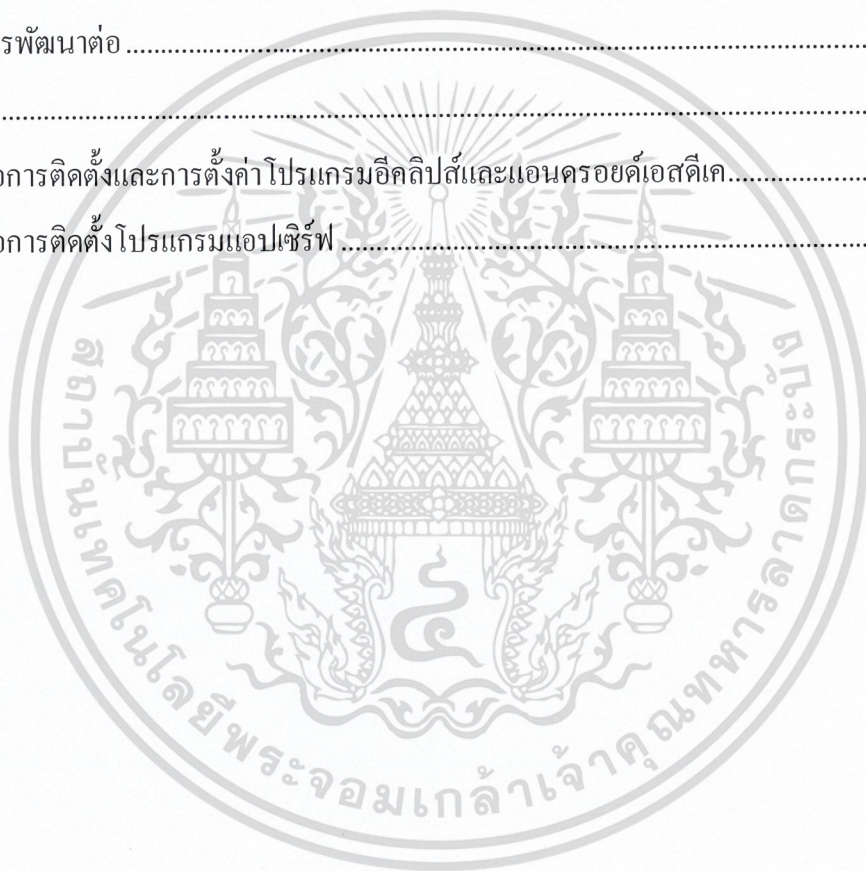 รพัฒนาต่อ ..........................................................................................................
..........................................................................................................
อการติดตั้งและการตั้งค่าโปรแกรมอีคลิปส์และแอนดรอยด์เอสดีเค..................
อการติดตั้งโปรแกรมแอปเซิร์ฟ ..........................................................................
สถาบันเทคโนโลยีพระจอมเกล้าเจ้าคุณทหารลาดกระบัง
๔